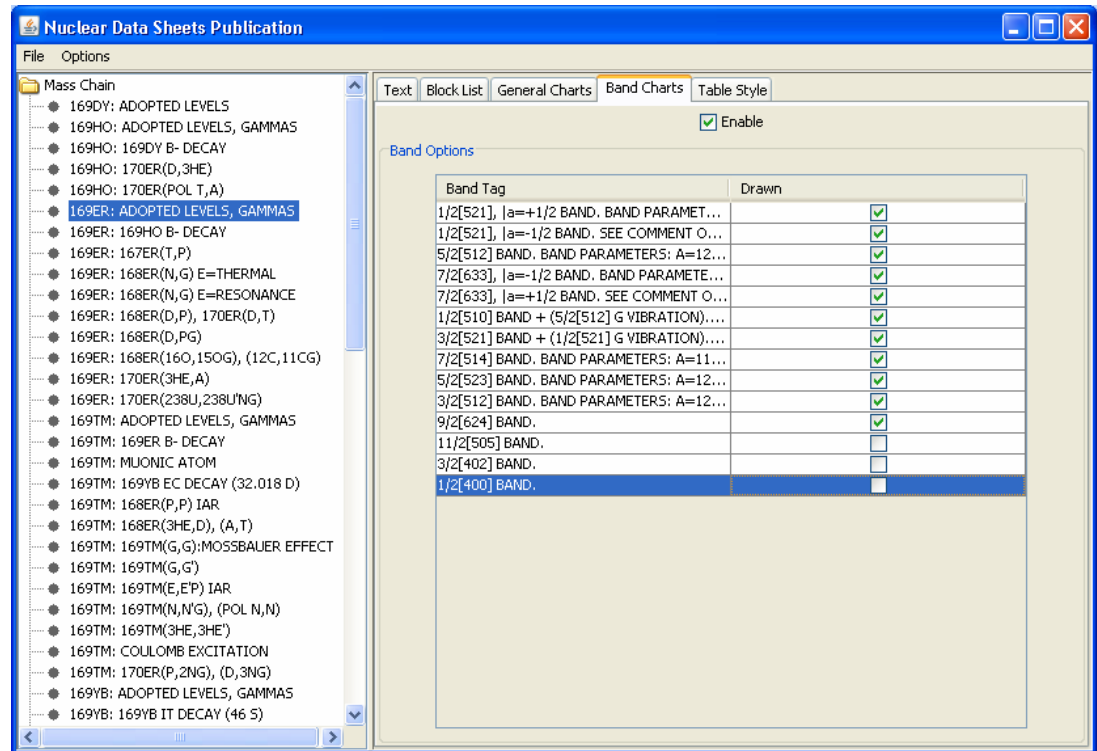 Nuclear Data Sheets Publication
File Options
Mass Chain
169DY: ADOPTED LEVELS
169HO: ADOPTED LEVELS, GAMMAS
169HO: 169DY B- DECAY
169HO: 170ER(D,3HE)
169HO: 170ER(POL T,A)
169ER: ADOPTED LEVELS, GAMMAS
169ER: 169HO B- DECAY
169ER: 167ER(T,P)
169ER: 168ER(N,G) E=THERMAL
169ER: 168ER(N,G) E=RESONANCE
169ER: 168ER(D,P), 170ER(D,T)
169ER: 168ER(D,PG)
169ER: 168ER(16O,15OG), (12C,11CG)
169ER: 170ER(3HE,A)
169ER: 170ER(238U,238U'NG)
169TM: ADOPTED LEVELS, GAMMAS
169TM: 169ER B- DECAY
169TM: MUONIC ATOM
169TM: 169YB EC DECAY (32.018 D)
169TM: 168ER(P,P) IAR
169TM: 168ER(3HE,D), (A,T)
169TM: 169TM(G,G):MOSSBAUER EFFECT
169TM: 169TM(G,G')
169TM: 169TM(E,E'P) IAR
169TM: 169TM(N,N'G), (POL N,N)
169TM: 169TM(3HE,3HE')
169TM: COULOMB EXCITATION
169TM: 170ER(P,2NG), (D,3NG)
169YB: ADOPTED LEVELS, GAMMAS
169YB: 169YB IT DECAY (46 S)
Text Block List General Charts Band Charts Table Style
Enable
Band Options
Band Tag Drawn
1/2[521], |a=+1/2 BAND. BAND PARAMET...
1/2[521], |a=-1/2 BAND. SEE COMMENT O...
5/2[512] BAND. BAND PARAMETERS: A=12...
7/2[633], |a=-1/2 BAND. BAND PARAMETE...
7/2[633], |a=+1/2 BAND. SEE COMMENT O...
1/2[510] BAND + (5/2[512] G VIBRATION)....
3/2[521] BAND + (1/2[521] G VIBRATION)....
7/2[514] BAND. BAND PARAMETERS: A=11...
5/2[523] BAND. BAND PARAMETERS: A=12...
3/2[512] BAND. BAND PARAMETERS: A=12...
9/2[624] BAND.
11/2[505] BAND.
3/2[402] BAND.
1/2[400] BAND.